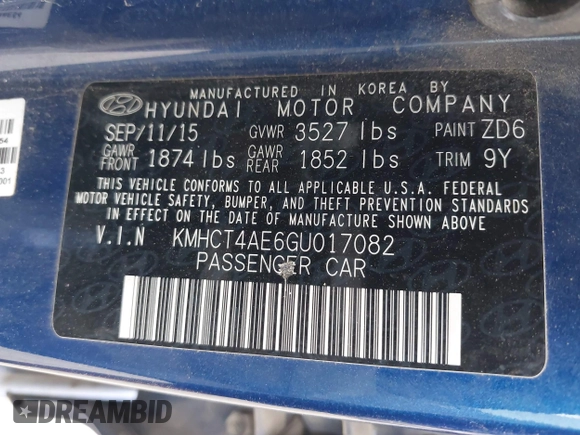 MANUFACTURED IN KOREA BY
HYUNDAI MOTOR COMPANY
SEP/11/15 GVWR 3527 lbs PAINT ZD6
GAWR FRONT 1874 lbs GAWR REAR 1852 lbs TRIM 9Y
THIS VEHICLE CONFORMS TO ALL APPLICABLE U.S.A. FEDERAL
MOTOR VEHICLE SAFETY, BUMPER, AND THEFT PREVENTION STANDARDS
IN EFFECT ON THE DATE OF MANUFACTURE SHOWN ABOVE
V.I.N KMHCT4AE6GU017082
PASSENGER CAR
DREAMBID